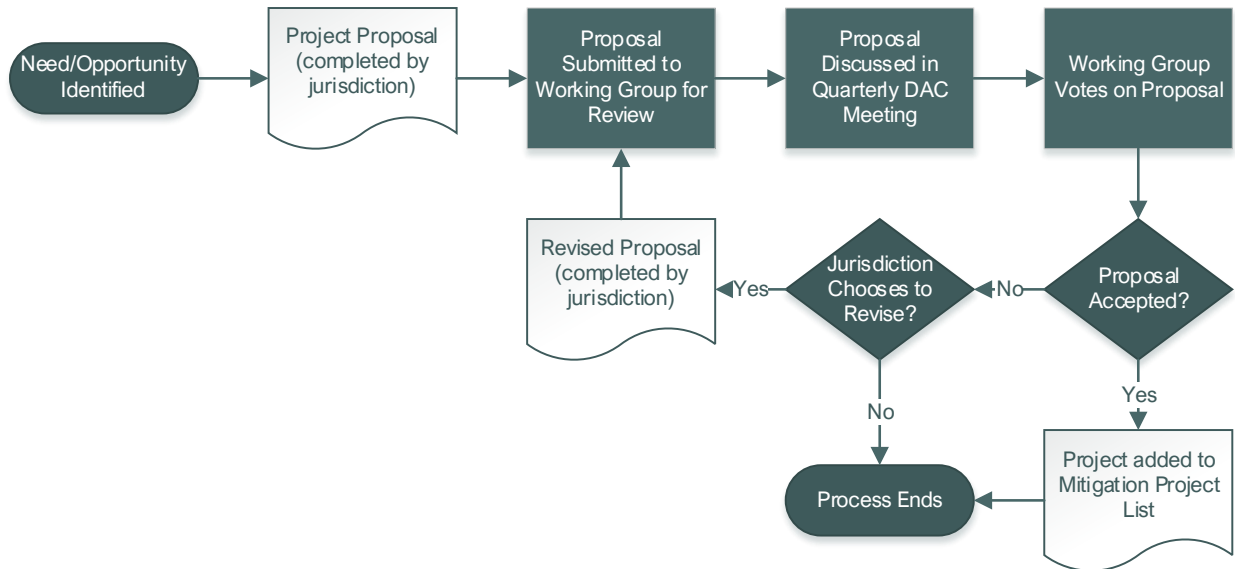 Need/Opportunity
Identified
Project Proposal
(completed by
jurisdiction)
Proposal
Submitted to
Working Group for
Review
Proposal
Discussed in
Quarterly DAC
Meeting
Working Group
Votes on Proposal
Revised Proposal
(completed by
jurisdiction)
Yes
Jurisdiction
Chooses to
Revise?
No
Proposal
Accepted?
No
Yes
Process Ends
Project added to
Mitigation Project
List